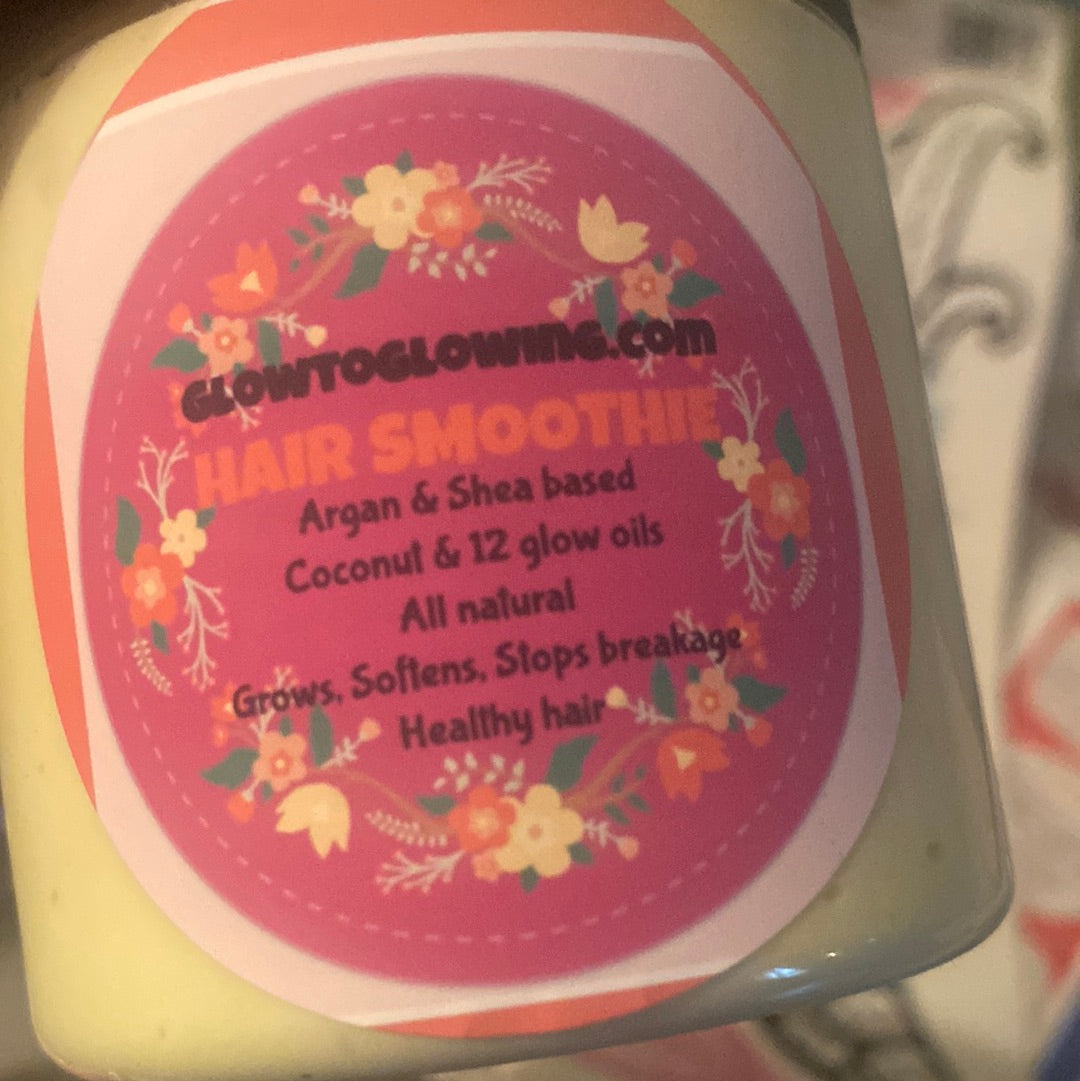 GLOWTOGLOWING.com
HAIR SMOOTHIE
Argan & Shea based
Coconut & 12 glow oils
All natural
Grows, Softens, Stops breakage
Healthy hair